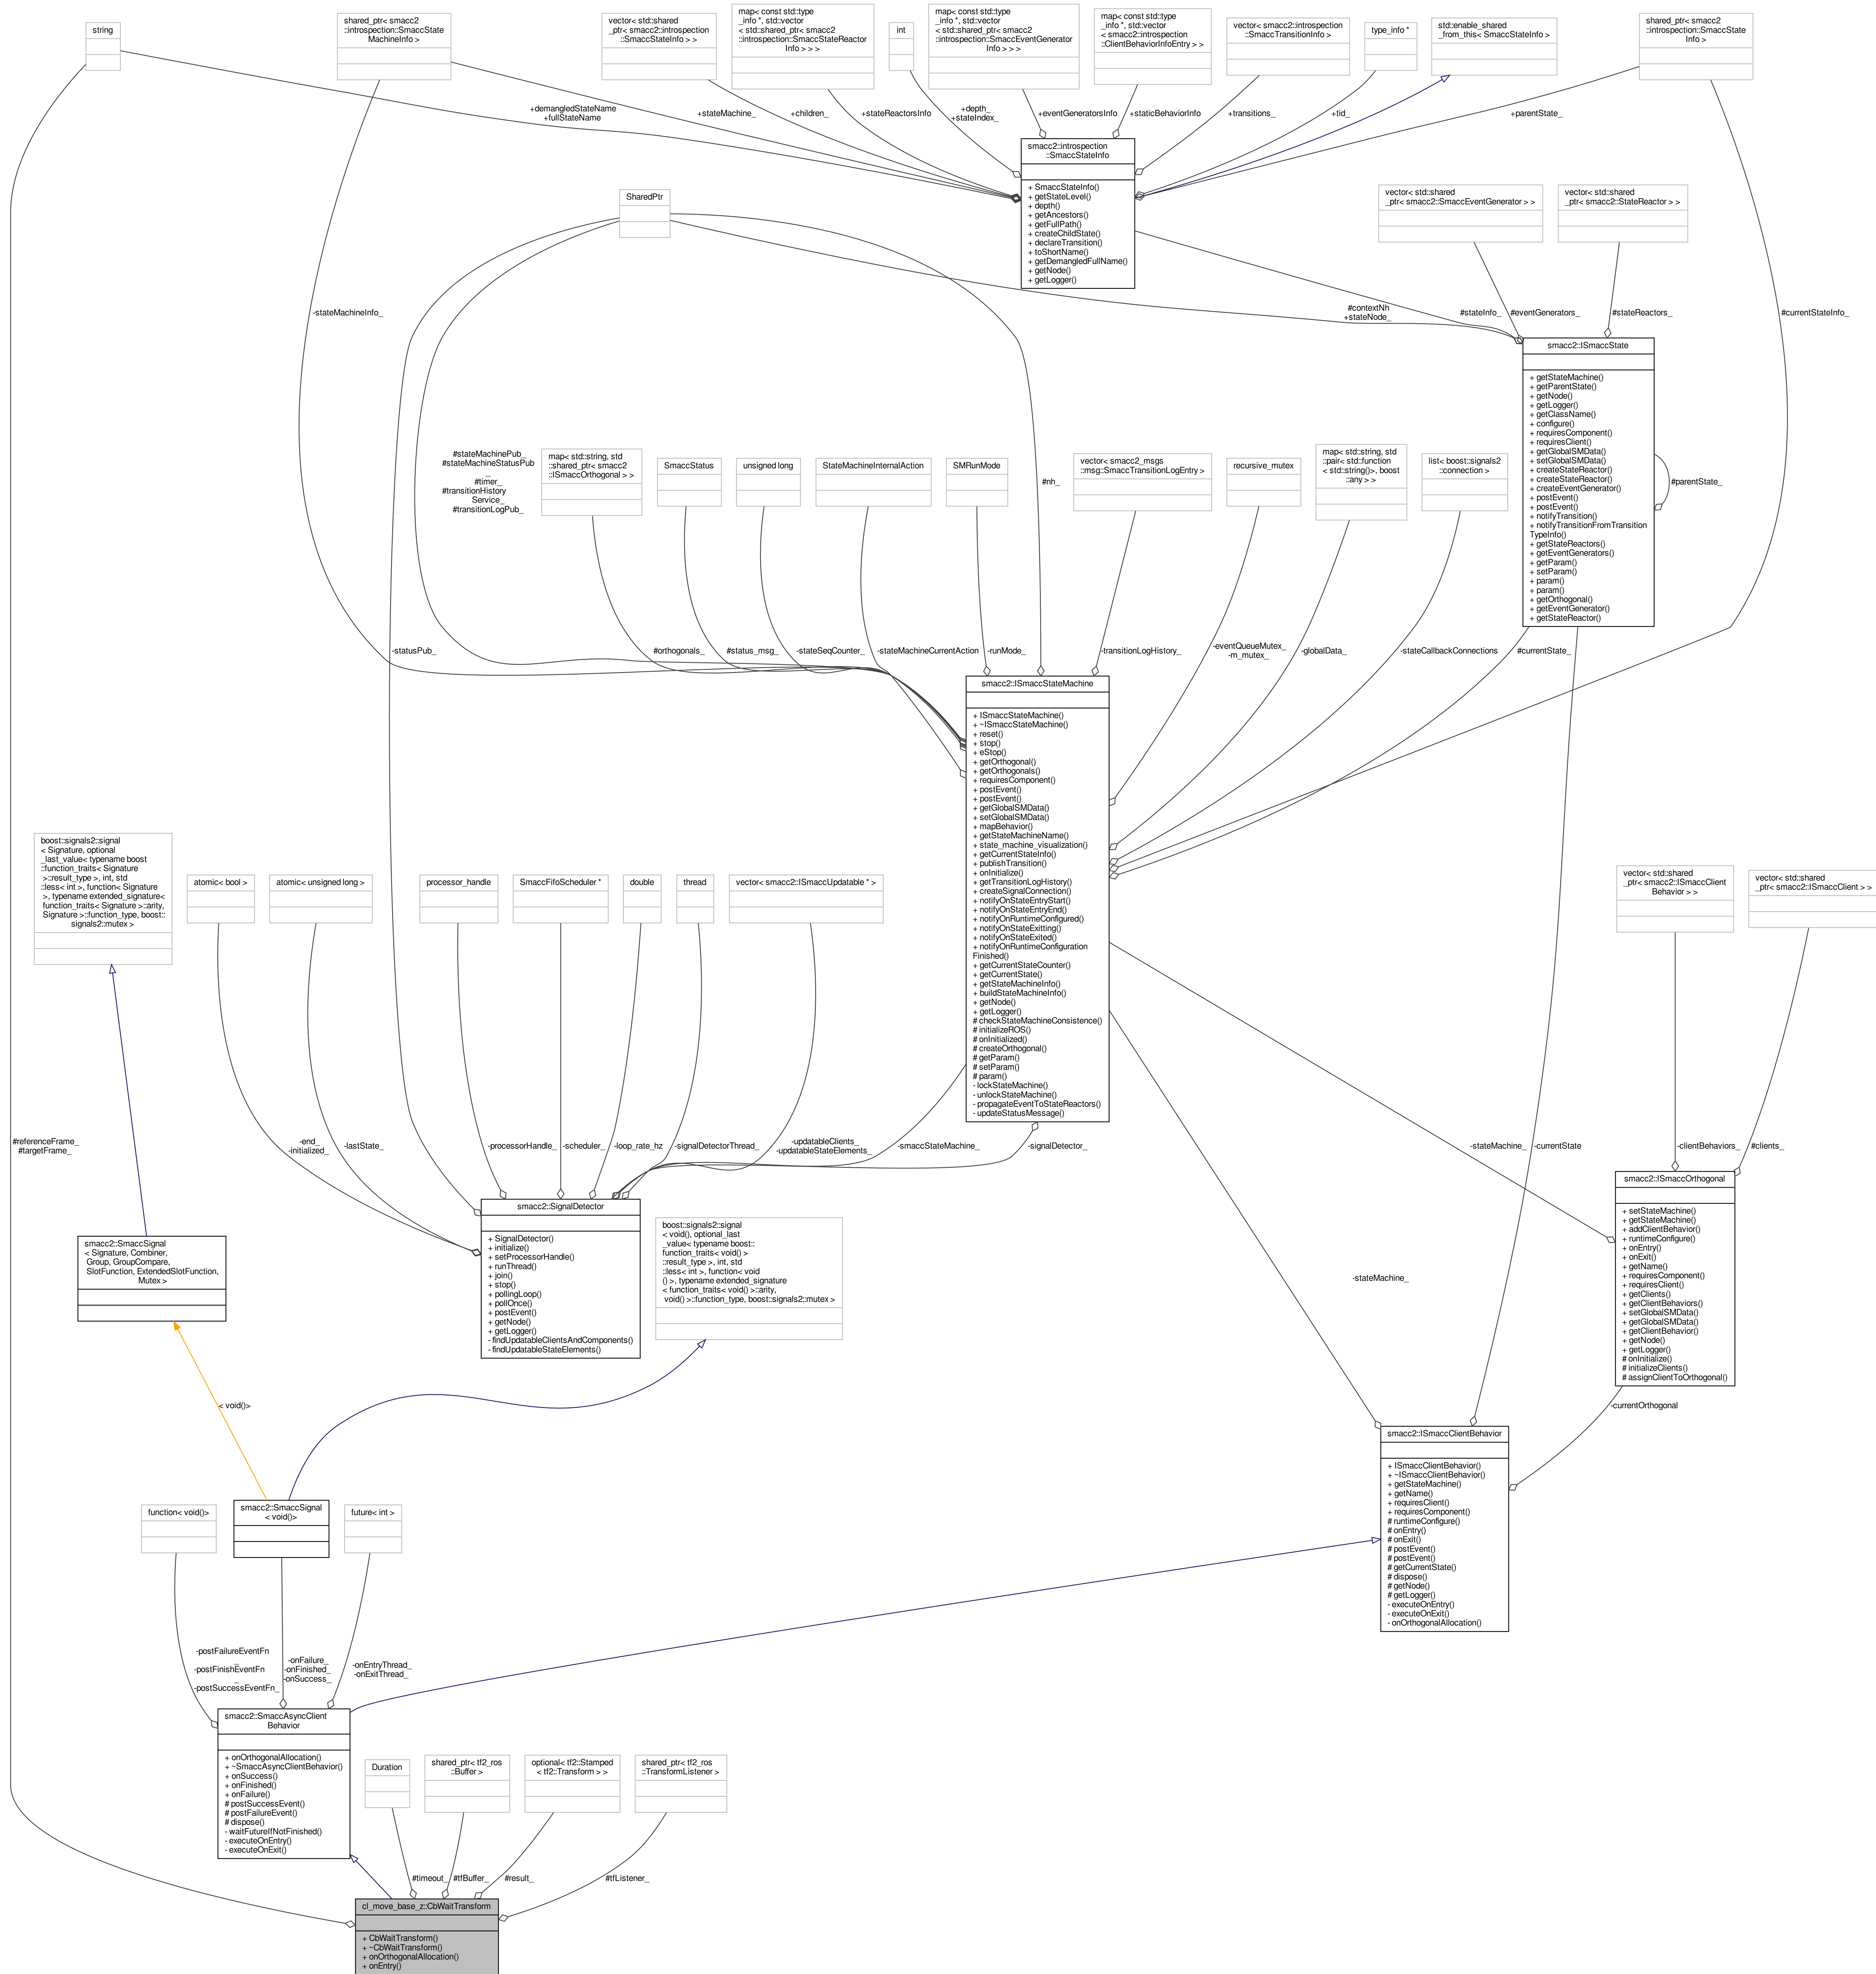 string
shared_ptr< smacc2
::introspection::SmaccState
MachineInfo >
vector< std::shared
_ptr< smacc2::introspection
::SmaccStateInfo > >
map< const std::type
_info *, std::vector
< std::shared_ptr< smacc2
::introspection::SmaccStateReactor
Info > > >
int
map< const std::type
_info *, std::vector
< std::shared_ptr< smacc2
::introspection::SmaccEventGenerator
Info > > >
map< const std::type
_info *, std::vector
< smacc2::introspection
::ClientBehaviorInfoEntry > >
vector< smacc2::introspection
::SmaccTransitionInfo >
type_info *
std::enable_shared
_from_this< SmaccStateInfo >
shared_ptr< smacc2
::introspection::SmaccState
Info >
+demangledStateName
+fullStateName
+stateMachine_
+children_
+stateReactorsInfo
+depth_
+stateIndex_
+eventGeneratorsInfo
+staticBehaviorInfo
+transitions_
+tid_
+parentState_
smacc2::introspection
::SmaccStateInfo
+ SmaccStateInfo()
+ getStateLevel()
+ depth()
+ getAncestors()
+ getFullPath()
+ createChildState()
+ declareTransition()
+ toShortName()
+ getDemangledFullName()
+ getNode()
+ getLogger()
SharedPtr
vector< std::shared
_ptr< smacc2::SmaccEventGenerator > >
vector< std::shared
_ptr< smacc2::StateReactor > >
-stateMachineInfo_
#contextNh
+stateNode_
#stateInfo_
#eventGenerators_
#stateReactors_
#currentStateInfo_
smacc2::ISmaccState
+ getStateMachine()
+ getParentState()
+ getNode()
+ getLogger()
+ getClassName()
+ configure()
+ requiresComponent()
+ requiresClient()
+ getGlobalSMData()
+ setGlobalSMData()
+ createStateReactor()
+ createStateReactor()
+ createEventGenerator()
+ postEvent()
+ postEvent()
+ notifyTransition()
+ notifyTransitionFromTransition
TypeInfo()
+ getStateReactors()
+ getEventGenerators()
+ getParam()
+ setParam()
+ param()
+ param()
+ getOrthogonal()
+ getEventGenerator()
+ getStateReactor()
#parentState_
#stateMachinePub_
#stateMachineStatusPub
_
#timer_
#transitionHistory
Service_
#transitionLogPub_
map< std::string, std
::shared_ptr< smacc2
::ISmaccOrthogonal > >
SmaccStatus
unsigned long
StateMachineInternalAction
SMRunMode
#nh_
vector< smacc2_msgs
::msg::SmaccTransitionLogEntry >
recursive_mutex
map< std::string, std
::pair< std::function
< std::string()>, boost
::any > >
list< boost::signals2
::connection >
-statusPub_
#orthogonals_
#status_msg_
-stateSeqCounter_
-stateMachineCurrentAction
-runMode_
-transitionLogHistory_
-eventQueueMutex_
-m_mutex_
-globalData_
-stateCallbackConnections
#currentState_
smacc2::ISmaccStateMachine
+ ISmaccStateMachine()
+ ~ISmaccStateMachine()
+ reset()
+ stop()
+ eStop()
+ getOrthogonal()
+ getOrthogonals()
+ requiresComponent()
+ postEvent()
+ postEvent()
+ getGlobalSMData()
+ setGlobalSMData()
+ mapBehavior()
+ getStateMachineName()
+ state_machine_visualization()
+ getCurrentStateInfo()
+ publishTransition()
+ onInitialize()
+ getTransitionLogHistory()
+ createSignalConnection()
+ notifyOnStateEntryStart()
+ notifyOnStateEntryEnd()
+ notifyOnRuntimeConfigured()
+ notifyOnStateExitting()
+ notifyOnStateExited()
+ notifyOnRuntimeConfiguration
Finished()
+ getCurrentStateCounter()
+ getCurrentState()
+ getStateMachineInfo()
+ buildStateMachineInfo()
+ getNode()
+ getLogger()
# checkStateMachineConsistence()
# initializeROS()
# onInitialized()
# createOrthogonal()
# getParam()
# setParam()
# param()
- lockStateMachine()
- unlockStateMachine()
- propagateEventToStateReactors()
- updateStatusMessage()
boost::signals2::signal
< Signature, optional
_last_value< typename boost
::function_traits< Signature
>::result_type >, int, std
::less< int >, function< Signature
>, typename extended_signature<
function_traits< Signature >::arity,
Signature >::function_type, boost::
signals2::mutex >
atomic< bool >
atomic< unsigned long >
processor_handle
SmaccFifoScheduler *
double
thread
vector< smacc2::ISmaccUpdatable * >
vector< std::shared
_ptr< smacc2::ISmaccClient
Behavior > >
vector< std::shared
_ptr< smacc2::ISmaccClient > >
#referenceFrame_
#targetFrame_
-end_
-initialized_
-lastState_
-processorHandle_
-scheduler_
-loop_rate_hz
-signalDetectorThread_
-updatableClients_
-updatableStateElements_
-smaccStateMachine_
-signalDetector_
-stateMachine_
-currentState
-clientBehaviors_
#clients_
smacc2::ISmaccOrthogonal
+ setStateMachine()
+ getStateMachine()
+ addClientBehavior()
+ runtimeConfigure()
+ onEntry()
+ onExit()
+ getName()
+ requiresComponent()
+ requiresClient()
+ getClients()
+ getClientBehaviors()
+ setGlobalSMData()
+ getGlobalSMData()
+ getClientBehavior()
+ getNode()
+ getLogger()
# onInitialize()
# initializeClients()
# assignClientToOrthogonal()
smacc2::SignalDetector
+ SignalDetector()
+ initialize()
+ setProcessorHandle()
+ runThread()
+ join()
+ stop()
+ pollingLoop()
+ pollOnce()
+ postEvent()
+ getNode()
+ getLogger()
- findUpdatableClientsAndComponents()
- findUpdatableStateElements()
boost::signals2::signal
< void(), optional_last
_value< typename boost::
function_traits< void() >
::result_type >, int, std
::less< int >, function< void
() >, typename extended_signature
< function_traits< void() >::arity,
void() >::function_type, boost::signals2::mutex >
smacc2::SmaccSignal
< Signature, Combiner,
Group, GroupCompare,
SlotFunction, ExtendedSlotFunction,
Mutex >
-stateMachine_
< void()>
-currentOrthogonal
smacc2::ISmaccClientBehavior
+ ISmaccClientBehavior()
+ ~ISmaccClientBehavior()
+ getStateMachine()
+ getName()
+ requiresClient()
+ requiresComponent()
# runtimeConfigure()
# onEntry()
# onExit()
# postEvent()
# postEvent()
# getCurrentState()
# dispose()
# getNode()
# getLogger()
- executeOnEntry()
- executeOnExit()
- onOrthogonalAllocation()
function< void()>
smacc2::SmaccSignal
< void()>
future< int >
-postFailureEventFn
_
-postFinishEventFn
_
-postSuccessEventFn_
-onFailure_
-onFinished_
-onSuccess_
-onEntryThread_
-onExitThread_
smacc2::SmaccAsyncClient
Behavior
+ onOrthogonalAllocation()
+ ~SmaccAsyncClientBehavior()
+ onSuccess()
+ onFinished()
+ onFailure()
# postSuccessEvent()
# postFailureEvent()
# dispose()
- waitFutureIfNotFinished()
- executeOnEntry()
- executeOnExit()
Duration
shared_ptr< tf2_ros
::Buffer >
optional< tf2::Stamped
< tf2::Transform > >
shared_ptr< tf2_ros
::TransformListener >
#timeout_
#tfBuffer_
#result_
#tfListener_
cl_move_base_z::CbWaitTransform
+ CbWaitTransform()
+ ~CbWaitTransform()
+ onOrthogonalAllocation()
+ onEntry()